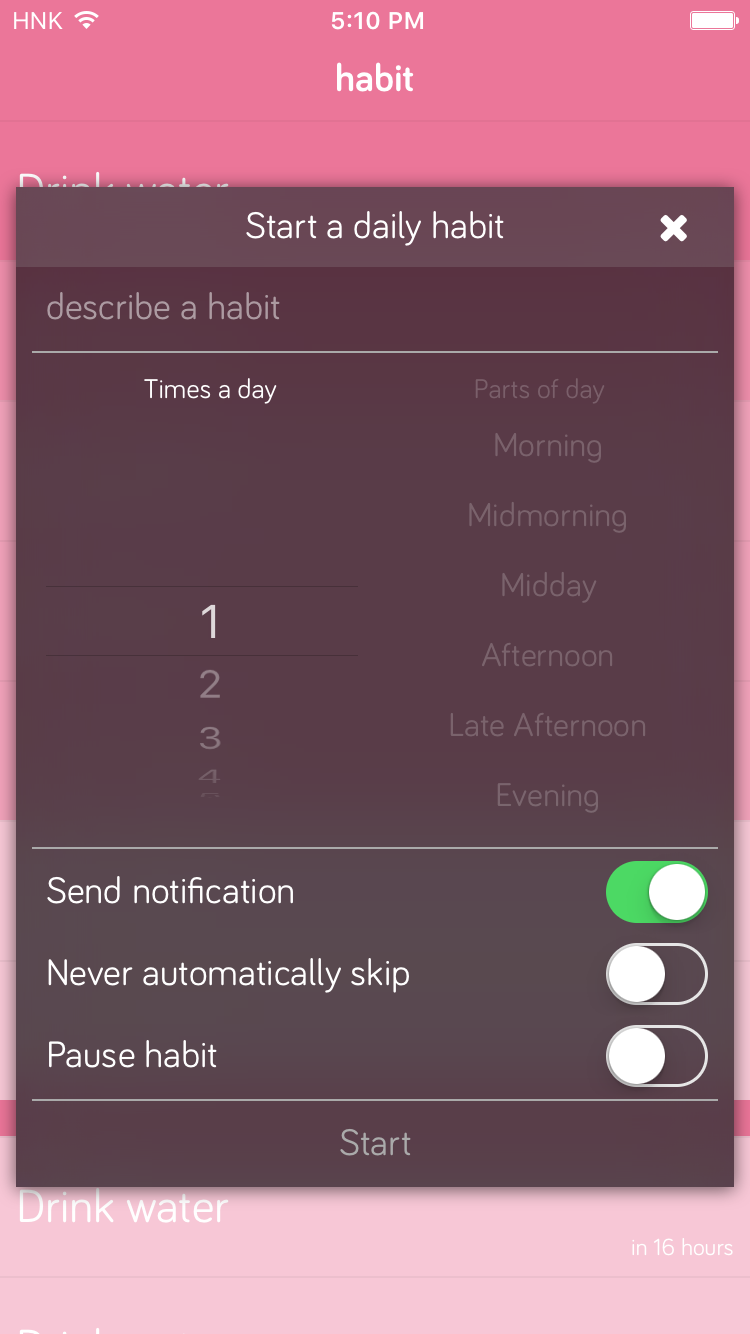 HNK 5:10 PM
habit
Drink water
Start a daily habit
describe a habit
Times a day
Parts of day
Morning
Midmorning
Midday
Afternoon
Late Afternoon
Evening
1
2
3
4
Send notification
Never automatically skip
Pause habit
Start
Drink water
in 16 hours